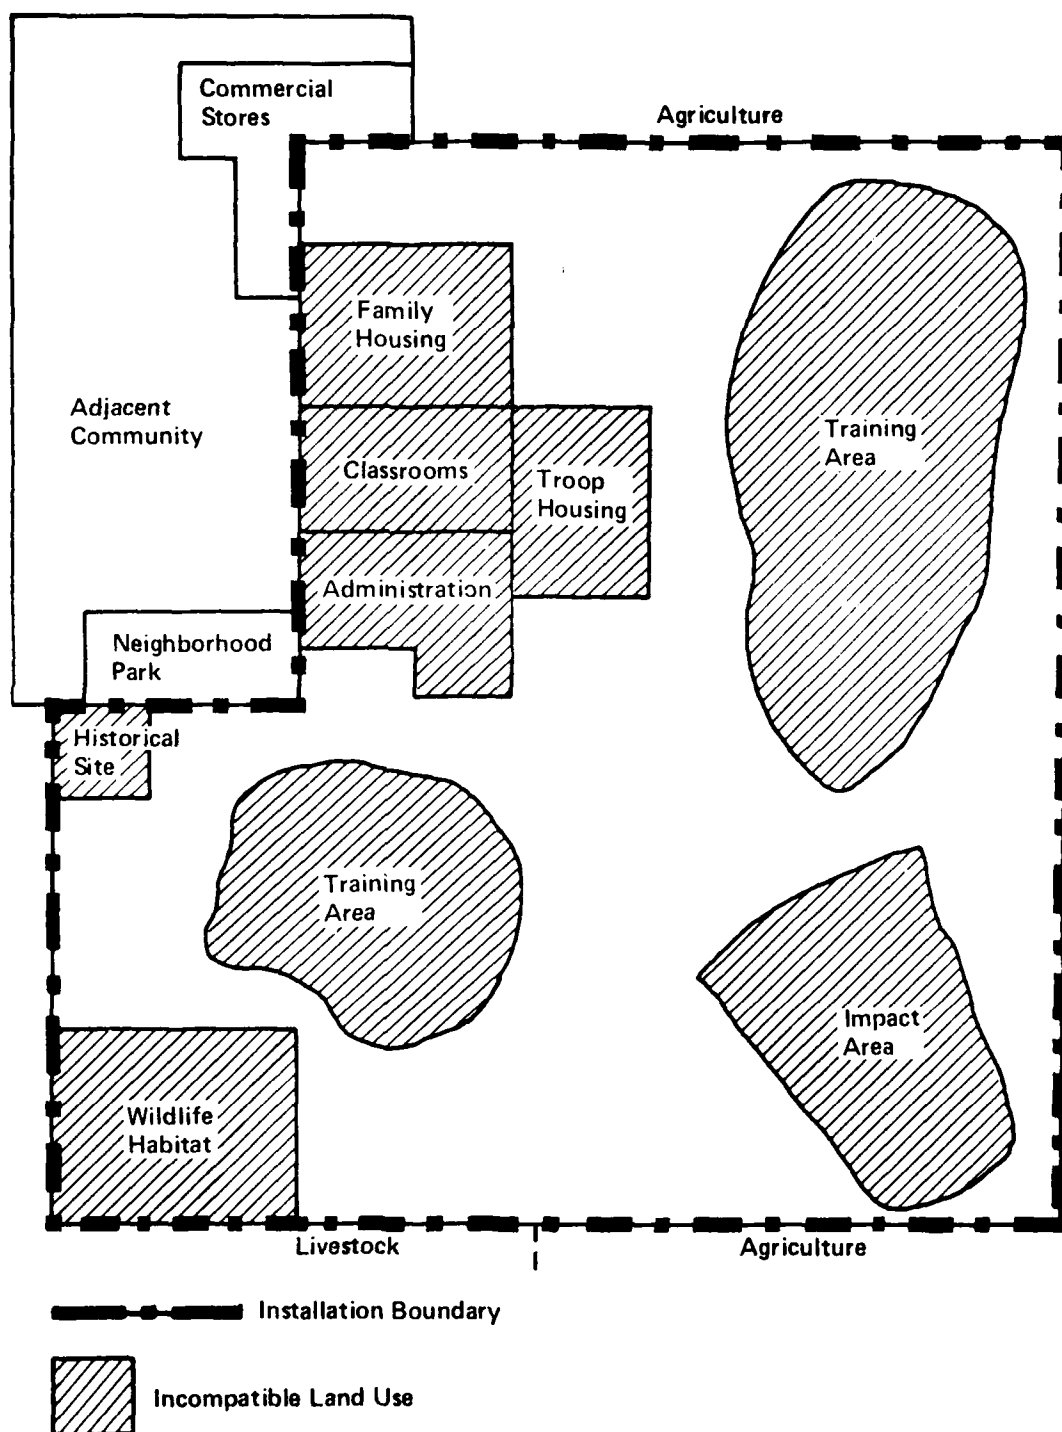 Commercial
Stores
Agriculture
Family
Housing
Adjacent
Community
Classrooms
Troop
Housing
Training
Area
Administration
Neighborhood
Park
Historical
Site
Training
Area
Impact
Area
Wildlife
Habitat
Livestock
Agriculture
Installation Boundary
Incompatible Land Use